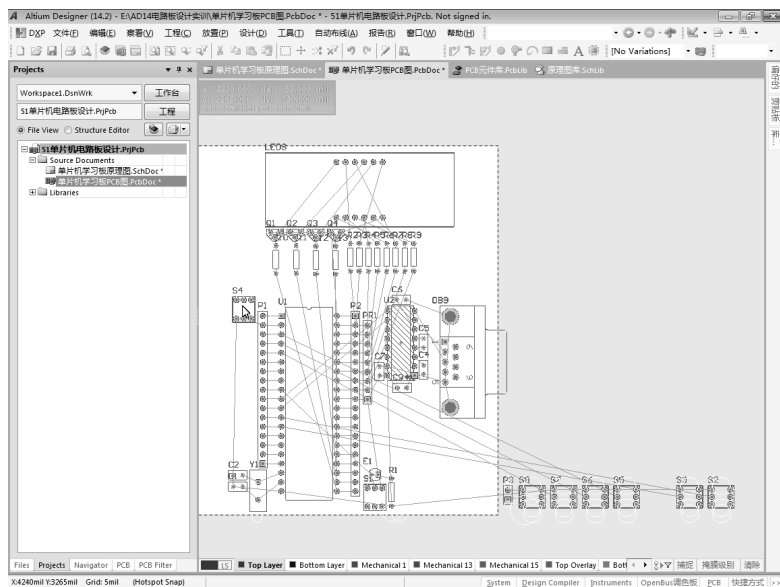 Altium Designer (14.2) - E:\AD14电路板设计实训\单片机学习板PCB图.PcbDoc * - 51单片机电路板设计.PrjPcb. Not signed in.
DXP 文件(F) 编辑(E) 察看(V) 工程(C) 放置(P) 设计(D) 工具(T) 自动布线(A) 报告(R) 窗口(W) 帮助(H)
[No Variations]
Projects
单片机学习板原理图.SchDoc * 单片机学习板PCB图.PcbDoc * PCB元件库.PcbLib 原理图库.SchLib
Workspace1.DsnWrk 工作台
51单片机电路板设计.PrjPcb 工程
File View Structure Editor
51单片机电路板设计.PrjPcb
Source Documents
单片机学习板原理图.SchDoc *
单片机学习板PCB图.PcbDoc *
Libraries
LEDS
Q1 Q2 Q3 Q4
S4
P1 U1 P2 PR1 U2 C6 DB9
C5
C7 C4
C2 Y1 E1 R1
P3 S8 S7 S6 S5 S3 S2
Files Projects Navigator PCB PCB Filter
LS Top Layer Bottom Layer Mechanical 1 Mechanical 13 Mechanical 15 Top Overlay Bott 捕捉 掩膜级别 清除
X:4240mil Y:3265mil Grid: 5mil (Hotspot Snap)
System Design Compiler Instruments OpenBus调色板 PCB 快捷方式 >>